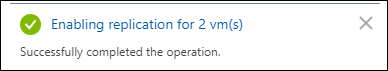 Enabling replication for 2 vm(s)
Successfully completed the operation.